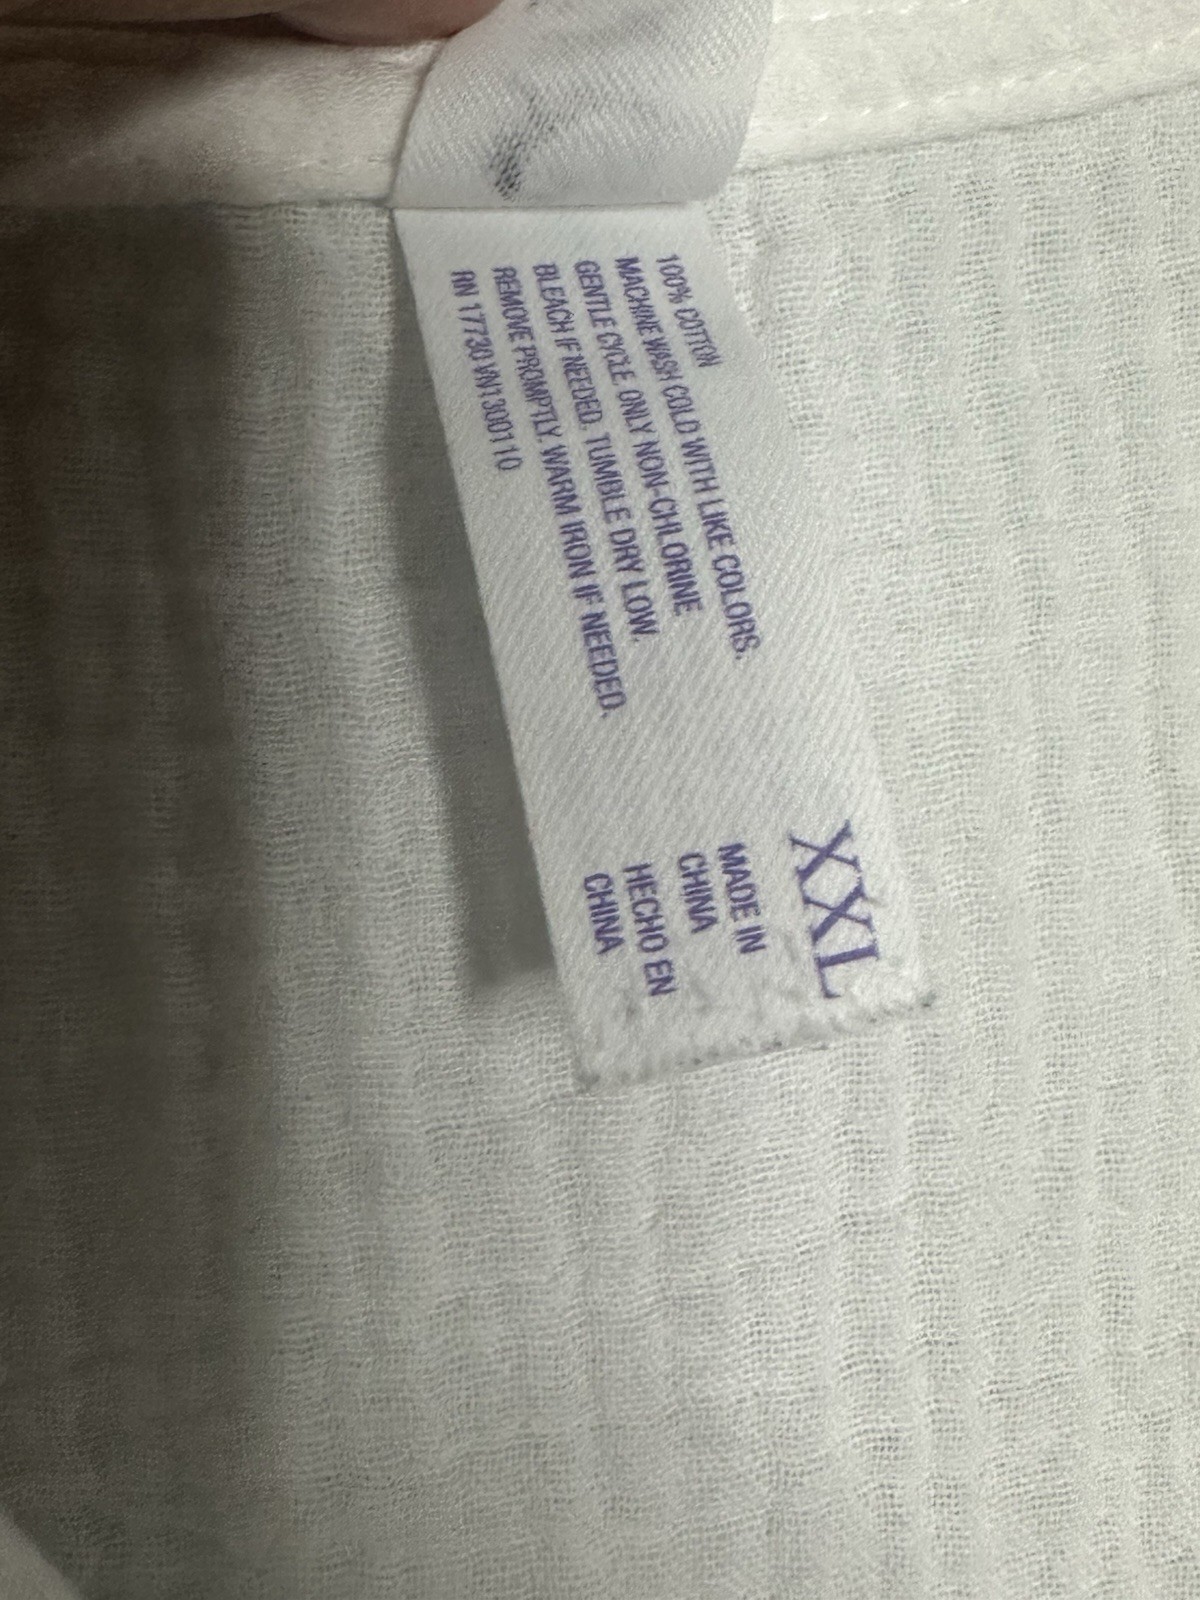 100% COTTON
MACHINE WASH COLD WITH LIKE COLORS.
GENTLE CYCLE. ONLY NON-CHLORINE
BLEACH IF NEEDED. TUMBLE DRY LOW.
REMOVE PROMPTLY. WARM IRON IF NEEDED.
RN 17730 VN1300110
XXL
MADE IN
CHINA
HECHO EN
CHINA